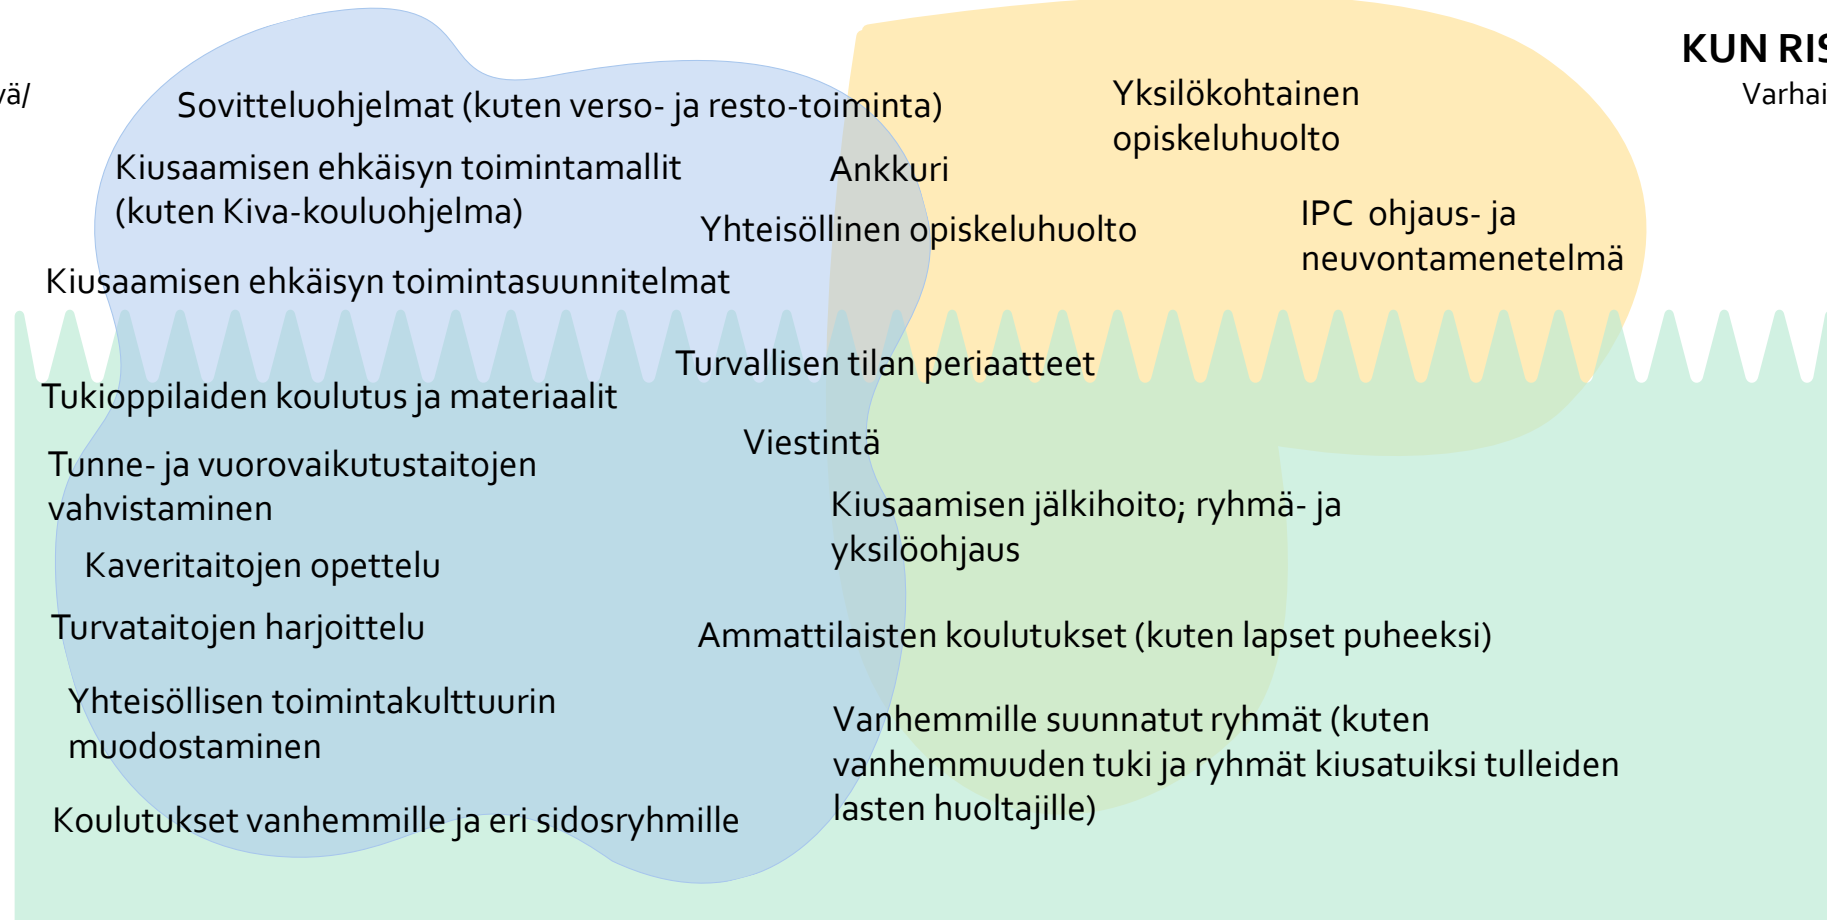 KUN RIS
Varhai
vä/
Sovitteluohjelmat (kuten verso- ja resto-toiminta)
Kiusaamisen ehkäisyn toimintamallit
(kuten Kiva-kouluohjelma)
Kiusaamisen ehkäisyn toimintasuunnitelmat
Ankkuri
Yhteisöllinen opiskeluhuolto
Yksilökohtainen
opiskeluhuolto
IPC ohjaus- ja
neuvontamenetelmä
Turvallisen tilan periaatteet
Tukioppilaiden koulutus ja materiaalit
Viestintä
Tunne- ja vuorovaikutustaitojen
vahvistaminen
Kiusaamisen jälkihoito; ryhmä- ja
yksilöohjaus
Kaveritaitojen opettelu
Turvataitojen harjoittelu
Ammattilaisten koulutukset (kuten lapset puheeksi)
Yhteisöllisen toimintakulttuurin
muodostaminen
Vanhemmille suunnatut ryhmät (kuten
vanhemmuuden tuki ja ryhmät kiusatuiksi tulleiden
lasten huoltajille)
Koulutukset vanhemmille ja eri sidosryhmille